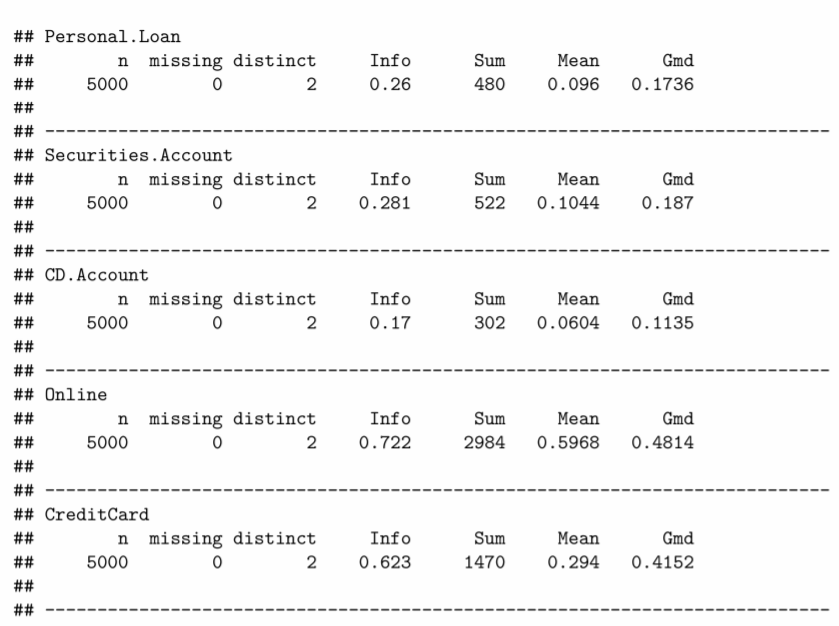 ## Personal.Loan
##        n  missing distinct     Info      Sum     Mean      Gmd
##     5000        0        2     0.26      480    0.096   0.1736
##
## ---------------------------------------------------------------------------
## Securities.Account
##        n  missing distinct     Info      Sum     Mean      Gmd
##     5000        0        2    0.281      522   0.1044    0.187
##
## ---------------------------------------------------------------------------
## CD.Account
##        n  missing distinct     Info      Sum     Mean      Gmd
##     5000        0        2     0.17      302   0.0604   0.1135
##
## ---------------------------------------------------------------------------
## Online
##        n  missing distinct     Info      Sum     Mean      Gmd
##     5000        0        2    0.722     2984   0.5968   0.4814
##
## ---------------------------------------------------------------------------
## CreditCard
##        n  missing distinct     Info      Sum     Mean      Gmd
##     5000        0        2    0.623     1470    0.294   0.4152
##
## ---------------------------------------------------------------------------